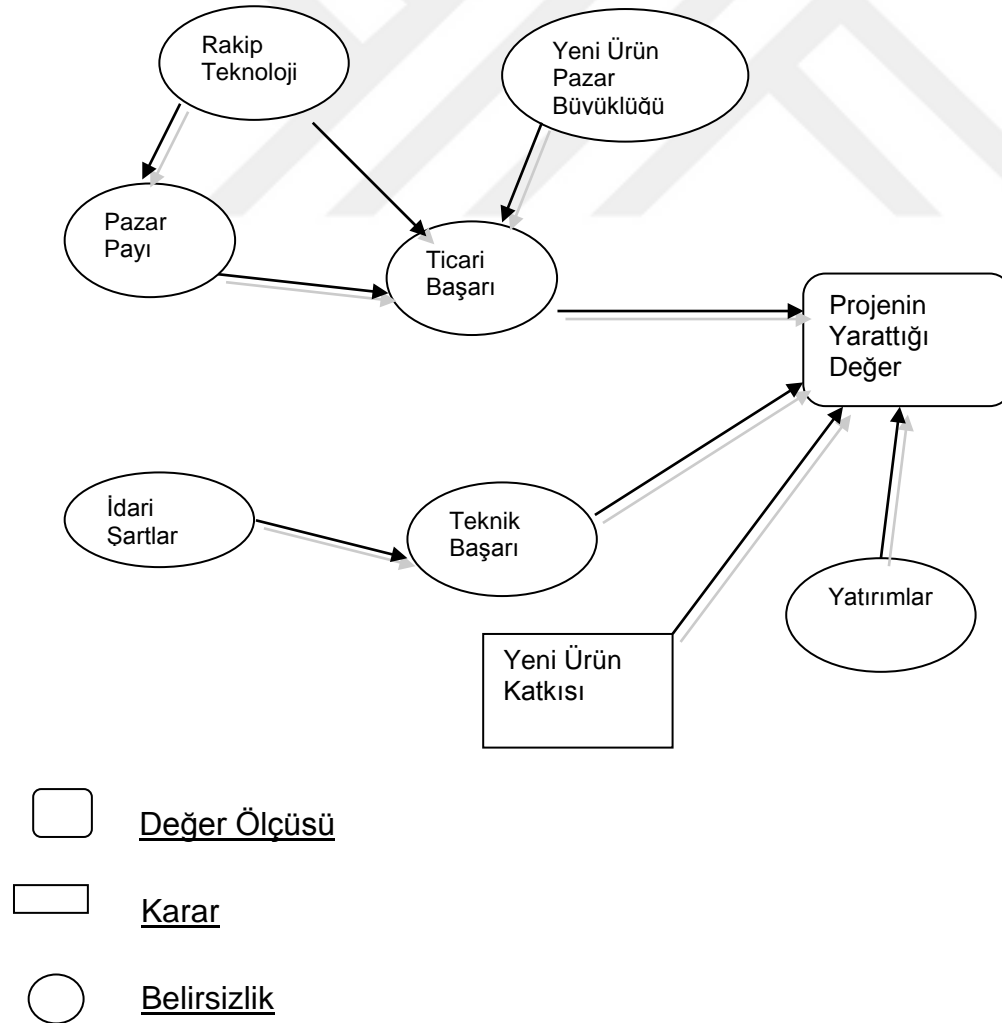 Rakip
Teknoloji
Yeni Ürün
Pazar
Büyüklüğü
Pazar
Payı
Ticari
Başarı
Projenin
Yarattığı
Değer
İdari
Şartlar
Teknik
Başarı
Yatırımlar
Yeni Ürün
Katkısı
Değer Ölçüsü
Karar
Belirsizlik